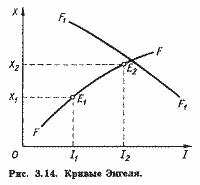 X
F₁
F
X₂
E₂
X₁
E₁
F
F₁
O
I₁
I₂
I
Рис. 3.14. Кривые Энгеля.